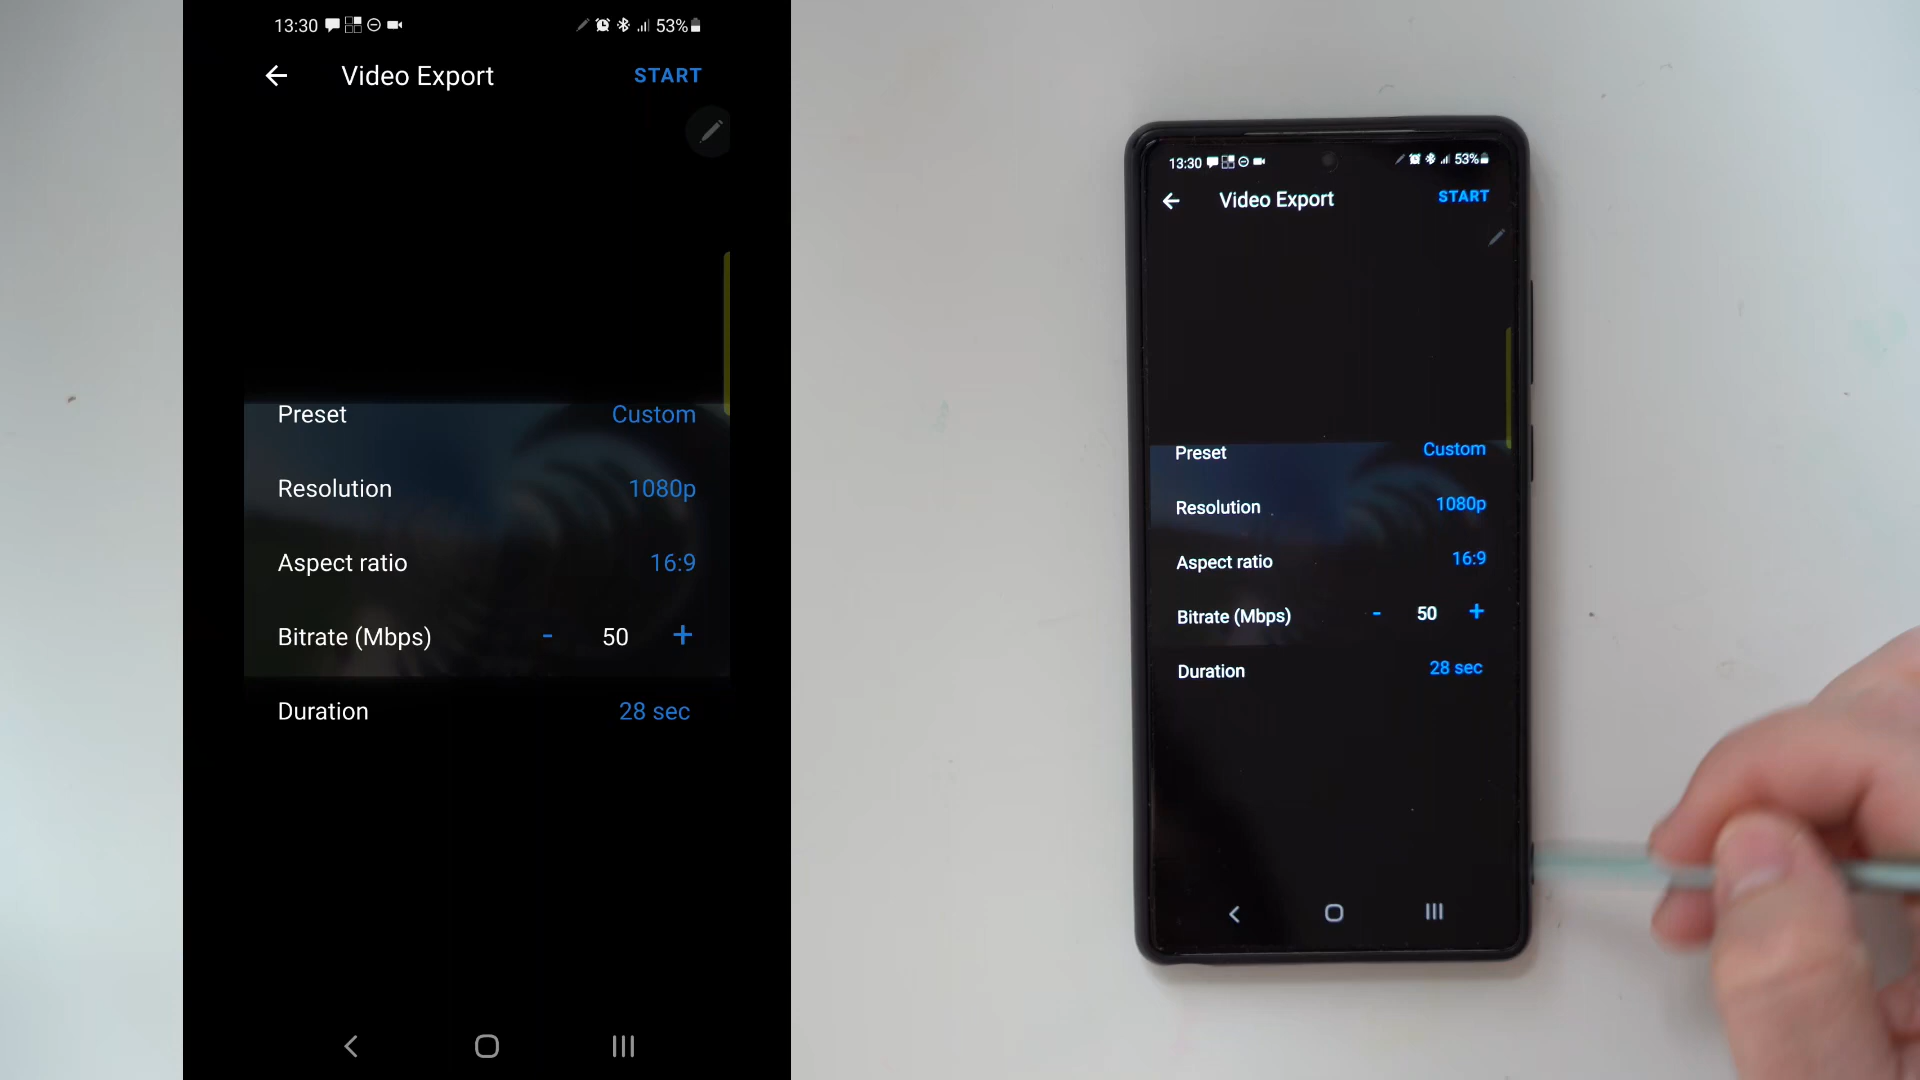 13:30 53%
Video Export START
Preset Custom
Resolution 1080p
Aspect ratio 16:9
Bitrate (Mbps) - 50 +
Duration 28 sec
13:30 53%
Video Export START
Preset Custom
Resolution 1080p
Aspect ratio 16:9
Bitrate (Mbps) - 50 +
Duration 28 sec